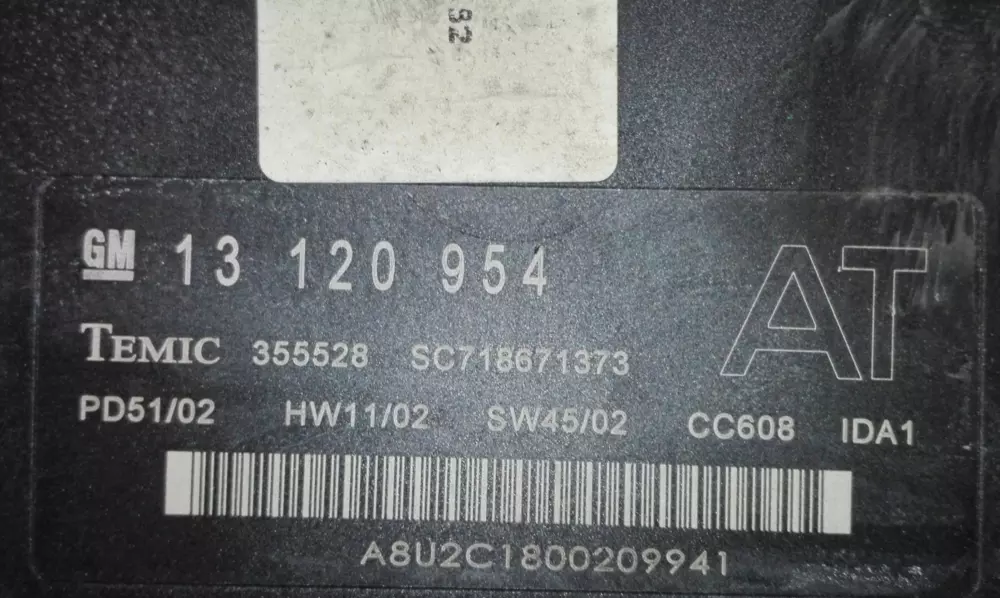 32
GM 13 120 954
AT
TEMIC 355528 SC718671373
PD51/02 HW11/02 SW45/02 CC608 IDA1
A8U2C1800209941